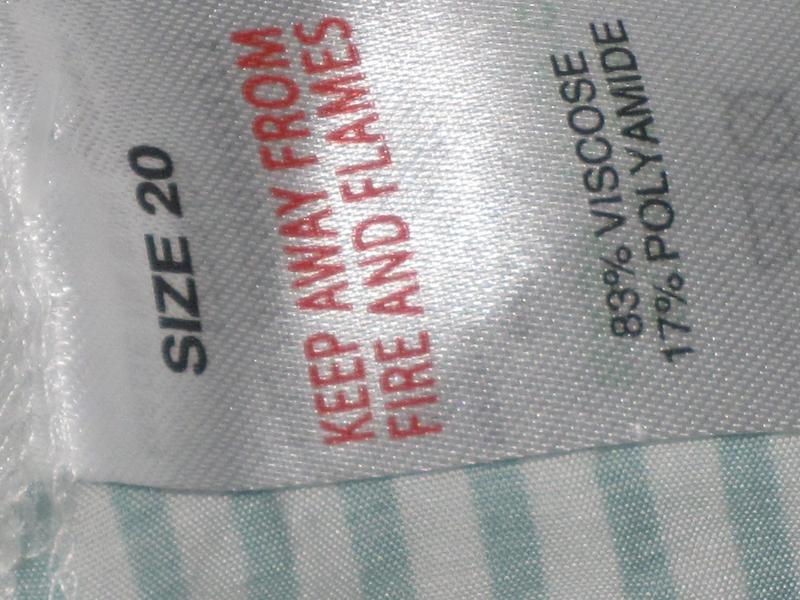 SIZE 20
KEEP AWAY FROM
FIRE AND FLAMES
83% VISCOSE
17% POLYAMIDE